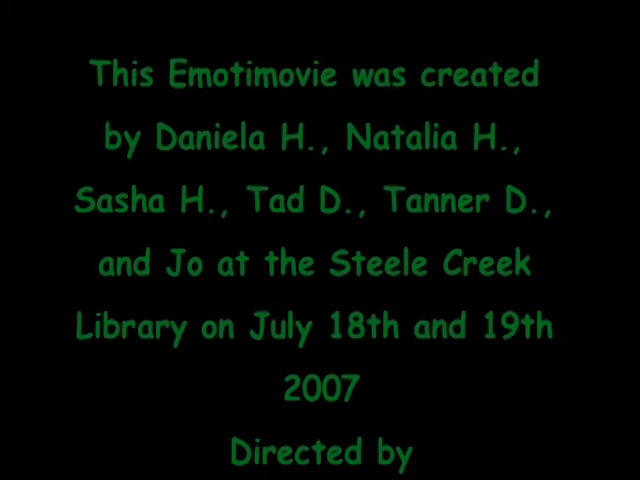 This Emotimovie was created
by Daniela H., Natalia H.,
Sasha H., Tad D., Tanner D.,
and Jo at the Steele Creek
Library on July 18th and 19th
2007
Directed by